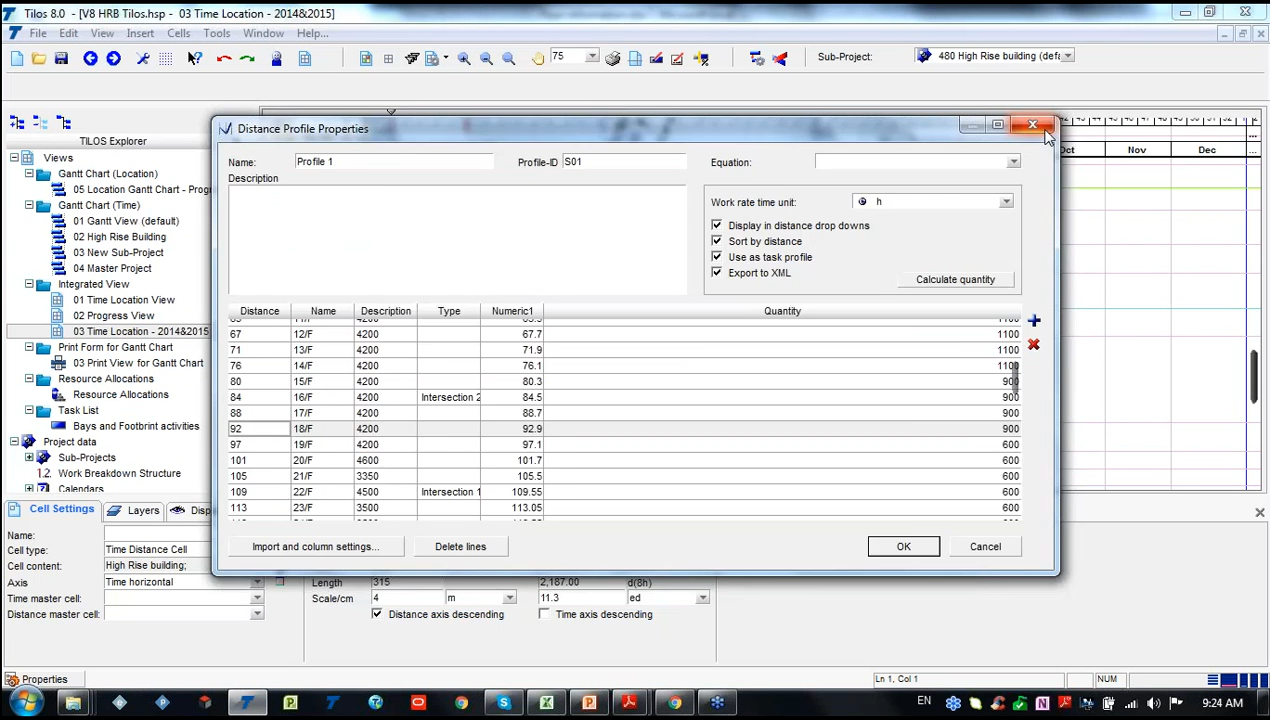 Tilos 8.0 - [V8 HRB Tilos.hsp - 03 Time Location - 2014&2015]
File Edit View Insert Cells Tools Window Help...
75 Sub-Project: 480 High Rise building (defa
TILOS Explorer
Views
Gantt Chart (Location)
05 Location Gantt Chart - Progr
Gantt Chart (Time)
01 Gantt View (default)
02 High Rise Building
03 New Sub-Project
04 Master Project
Integrated View
01 Time Location View
02 Progress View
03 Time Location - 2014&2015
Print Form for Gantt Chart
03 Print View for Gantt Chart
Resource Allocations
Resource Allocations
Task List
Bays and Footprint activities
Project data
Sub-Projects
1.2. Work Breakdown Structure
Calendars
Oct Nov Dec ...
Distance Profile Properties
Name: Profile 1 Profile-ID S01 Equation:
Description
Work rate time unit: h
Display in distance drop downs
Sort by distance
Use as task profile
Export to XML
Calculate quantity
Distance Name Description Type Numeric1 Quantity
67 12/F 4200 67.7 1100
71 13/F 4200 71.9 1100
76 14/F 4200 76.1 1100
80 15/F 4200 80.3 900
84 16/F 4200 Intersection 2 84.5 900
88 17/F 4200 88.7 900
92 18/F 4200 92.9 900
97 19/F 4200 97.1 600
101 20/F 4600 101.7 600
105 21/F 3350 105.5 600
109 22/F 4500 Intersection 1 109.55 600
113 23/F 3500 113.05 600
Import and column settings... Delete lines OK Cancel
Cell Settings Layers Disp
Name:
Cell type: Time Distance Cell
Cell content: High Rise building;
Axis Time horizontal
Time master cell:
Distance master cell:
Length 315 2,187.00 d(8h)
Scale/cm 4 m 11.3 ed
Distance axis descending Time axis descending
Properties Ln 1, Col 1 NUM
EN 9:24 AM